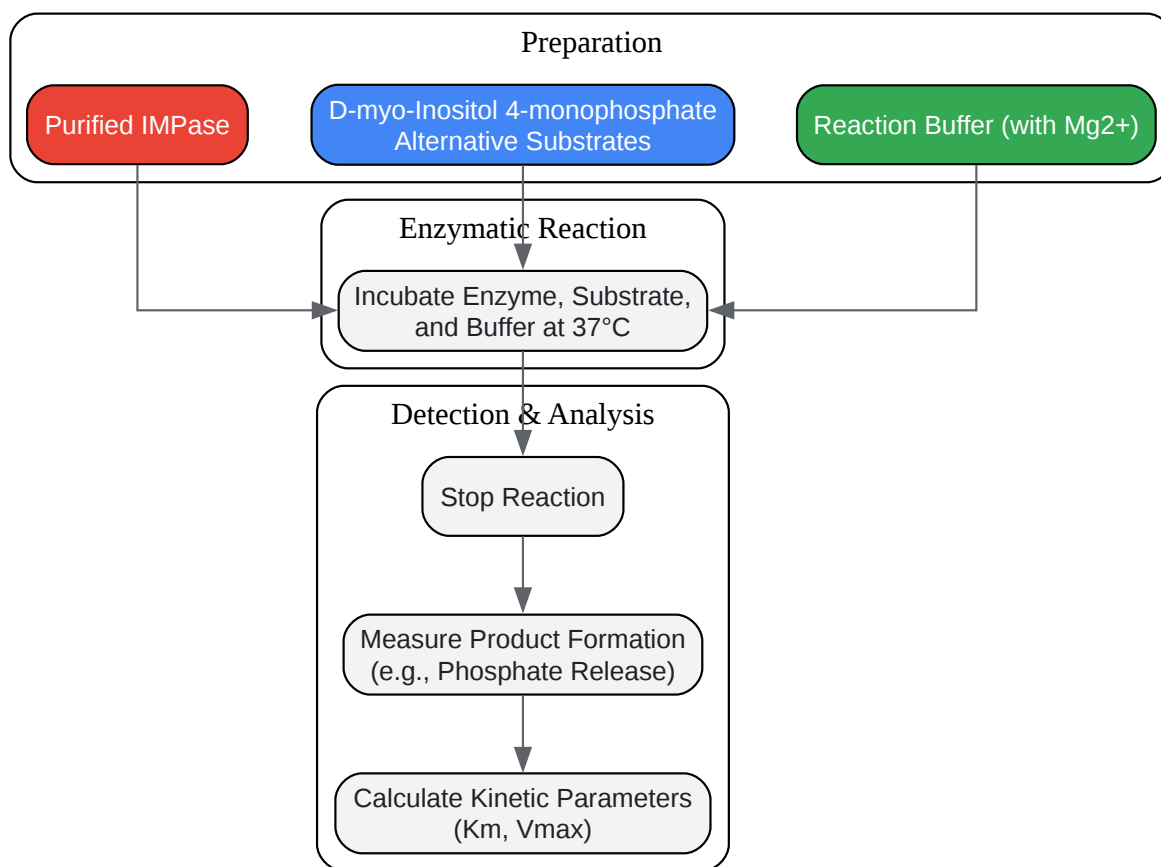 Preparation
Purified IMPase
D-myo-Inositol 4-monophosphate
Alternative Substrates
Reaction Buffer (with Mg2+)
Enzymatic Reaction
Incubate Enzyme, Substrate,
and Buffer at 37°C
Detection & Analysis
Stop Reaction
Measure Product Formation
(e.g., Phosphate Release)
Calculate Kinetic Parameters
(Km, Vmax)